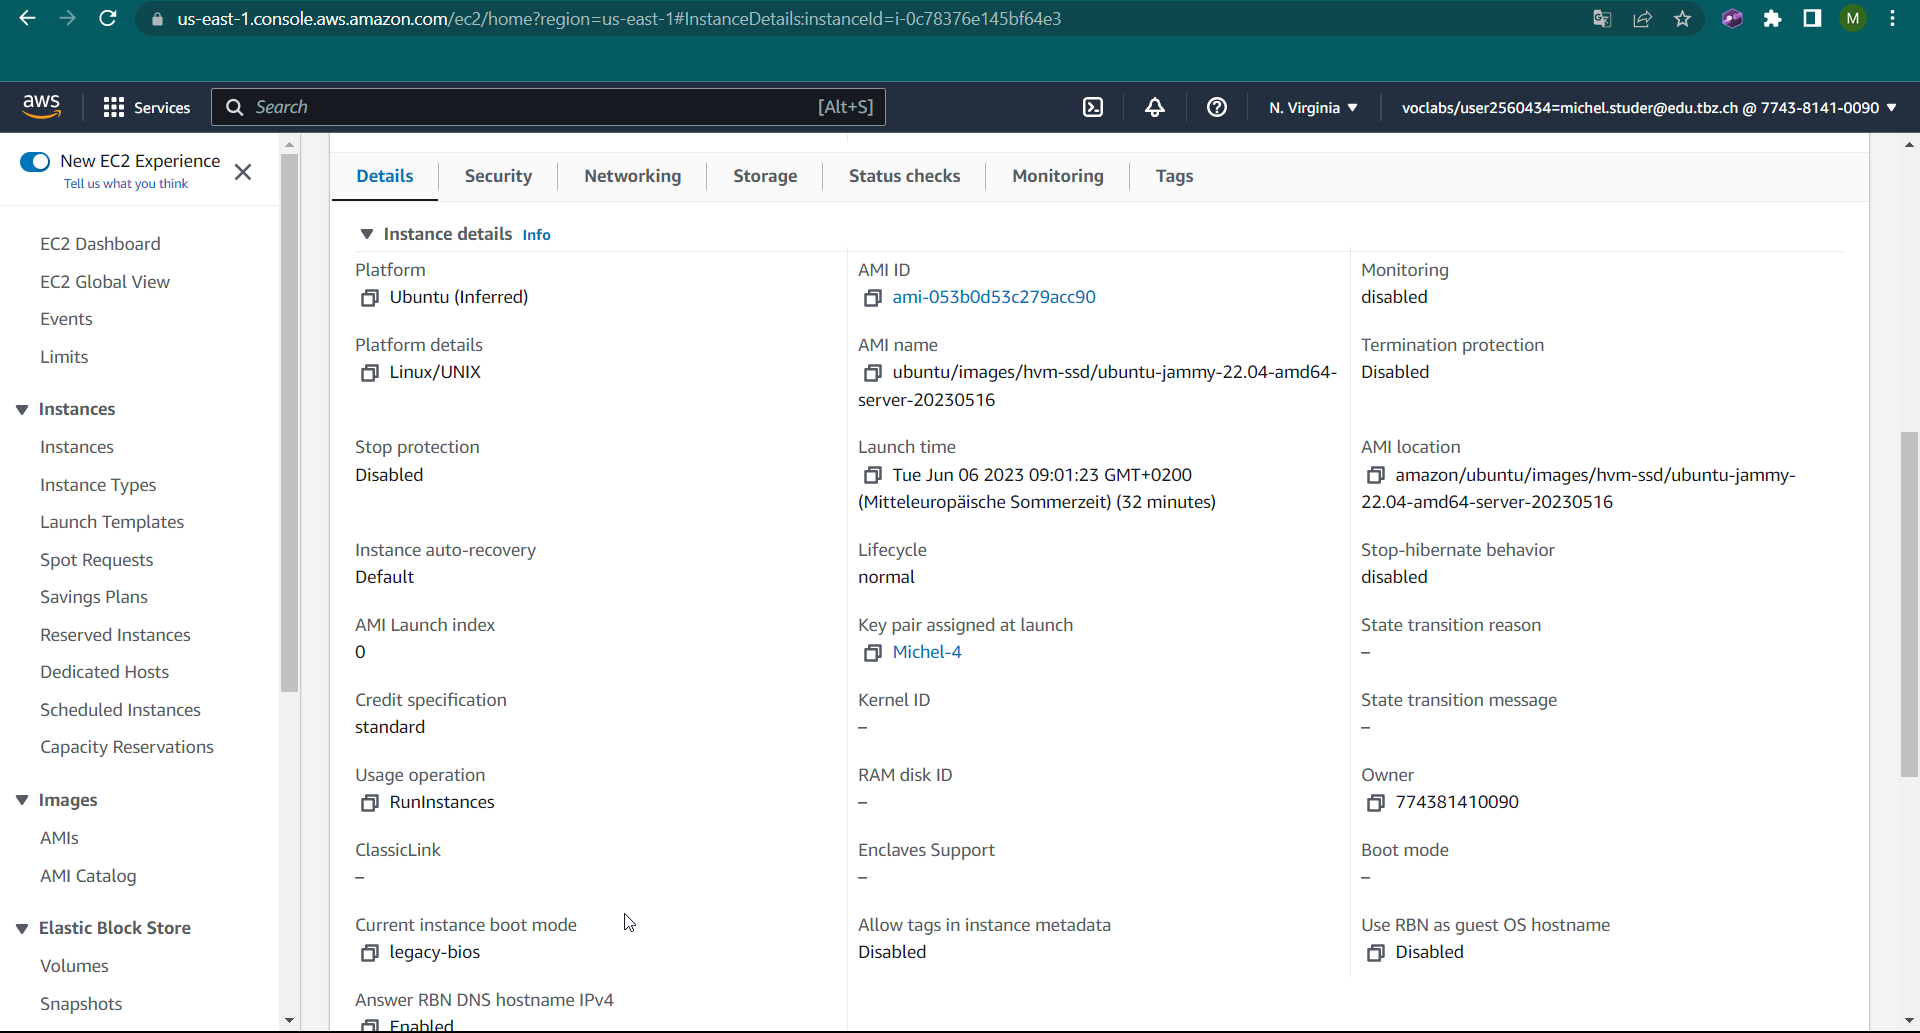 us-east-1.console.aws.amazon.com/ec2/home?region=us-east-1#InstanceDetails:instanceId=i-0c78376e145bf64e3
M
aws
Services
Search
[Alt+S]
N. Virginia
voclabs/user2560434=michel.studer@edu.tbz.ch @ 7743-8141-0090
New EC2 Experience
Tell us what you think
EC2 Dashboard
EC2 Global View
Events
Limits
Instances
Instances
Instance Types
Launch Templates
Spot Requests
Savings Plans
Reserved Instances
Dedicated Hosts
Scheduled Instances
Capacity Reservations
Images
AMIs
AMI Catalog
Elastic Block Store
Volumes
Snapshots
Details
Security
Networking
Storage
Status checks
Monitoring
Tags
Instance details Info
Platform
Ubuntu (Inferred)
AMI ID
ami-053b0d53c279acc90
Monitoring
disabled
Platform details
Linux/UNIX
AMI name
ubuntu/images/hvm-ssd/ubuntu-jammy-22.04-amd64-
server-20230516
Termination protection
Disabled
Stop protection
Disabled
Launch time
Tue Jun 06 2023 09:01:23 GMT+0200
(Mitteleuropäische Sommerzeit) (32 minutes)
AMI location
amazon/ubuntu/images/hvm-ssd/ubuntu-jammy-
22.04-amd64-server-20230516
Instance auto-recovery
Default
Lifecycle
normal
Stop-hibernate behavior
disabled
AMI Launch index
0
Key pair assigned at launch
Michel-4
State transition reason
–
Credit specification
standard
Kernel ID
–
State transition message
–
Usage operation
RunInstances
RAM disk ID
–
Owner
774381410090
ClassicLink
–
Enclaves Support
–
Boot mode
–
Current instance boot mode
legacy-bios
Allow tags in instance metadata
Disabled
Use RBN as guest OS hostname
Disabled
Answer RBN DNS hostname IPv4
Enabled